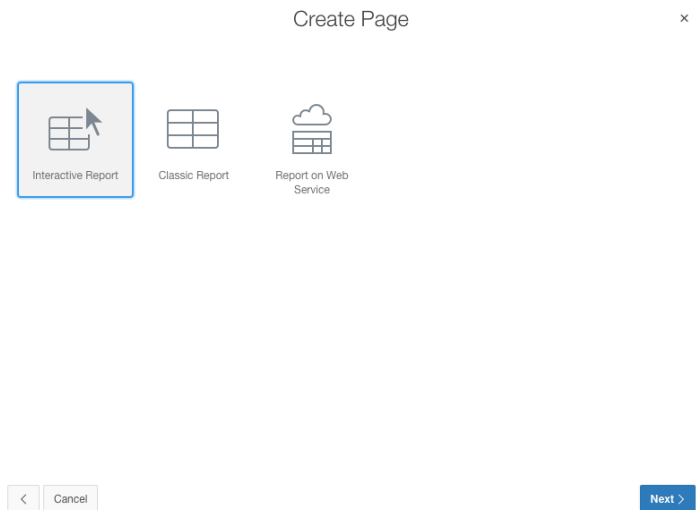 Create Page
Interactive Report
Classic Report
Report on Web
Service
Cancel
Next